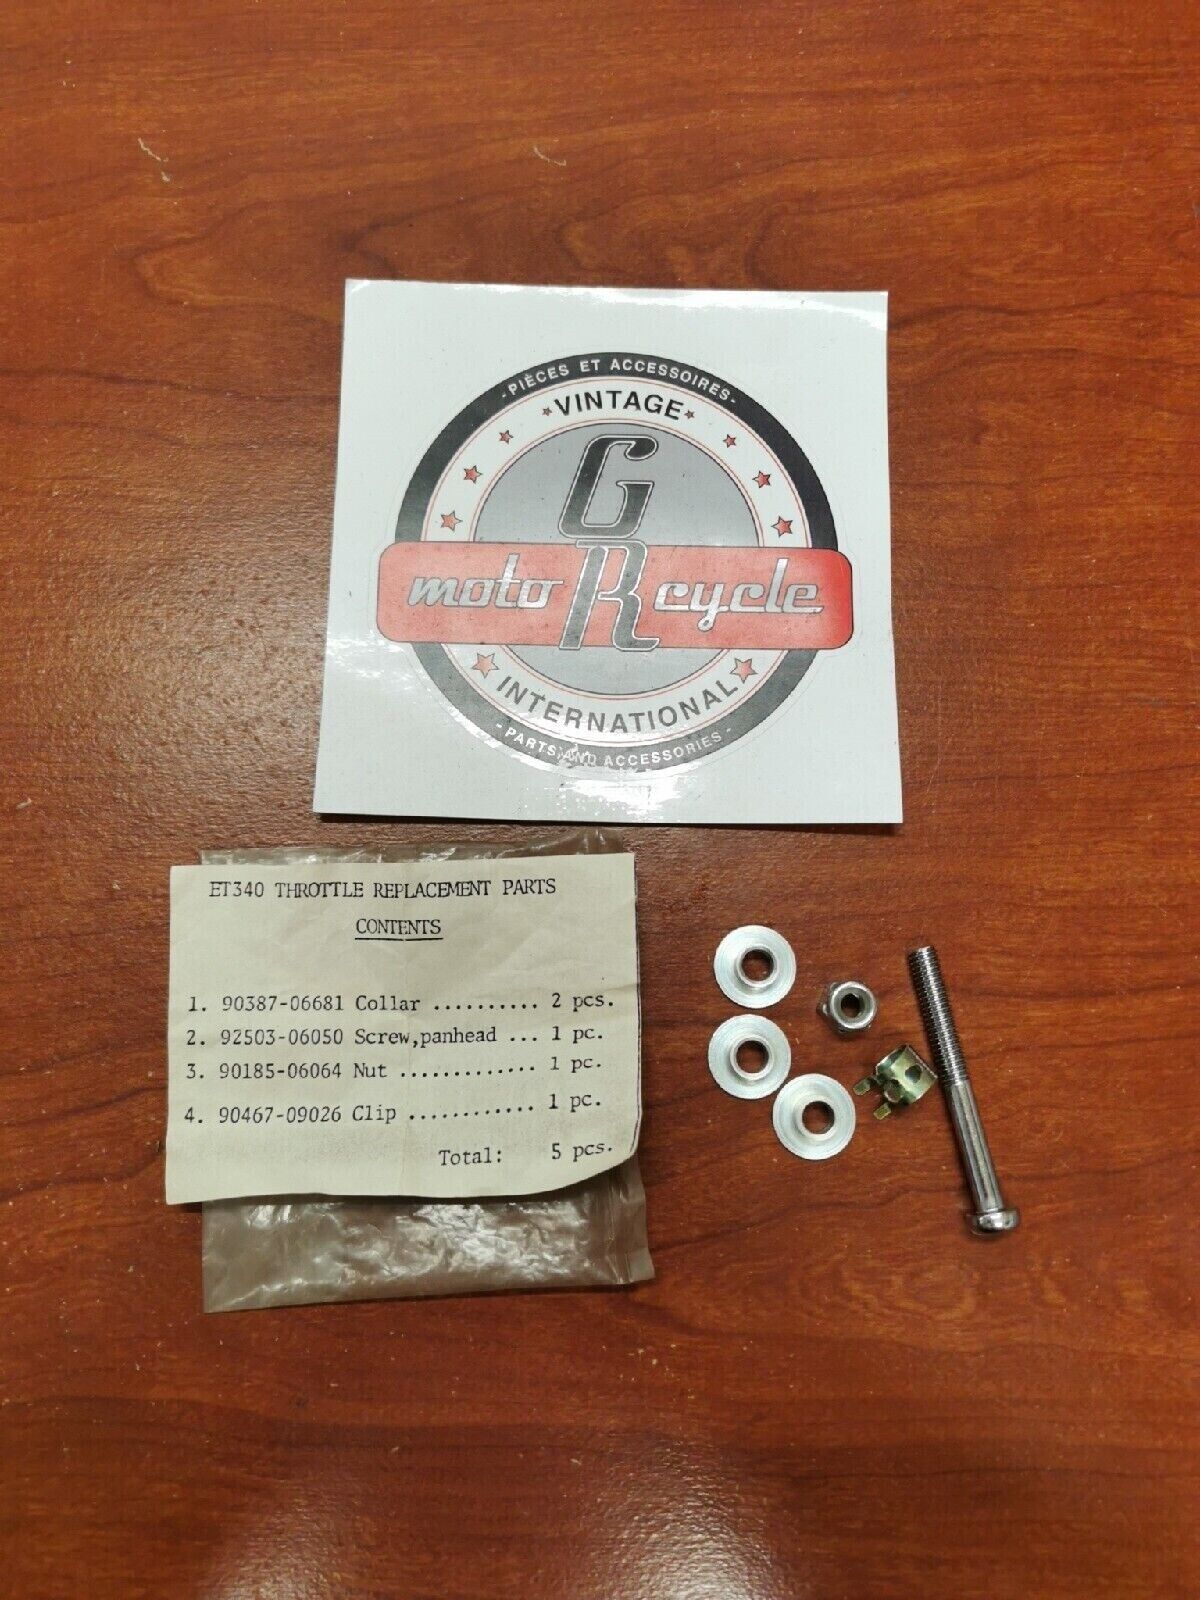 -PIÈCES ET ACCESSOIRES-
VINTAGE
GR
moto cycle
INTERNATIONAL
-PARTS AND ACCESSORIES-
ET340 THROTTLE REPLACEMENT PARTS
CONTENTS
1. 90387-06681 Collar .......... 2 pcs.
2. 92503-06050 Screw,panhead ... 1 pc.
3. 90185-06064 Nut ............. 1 pc.
4. 90467-09026 Clip ............ 1 pc.
Total: 5 pcs.